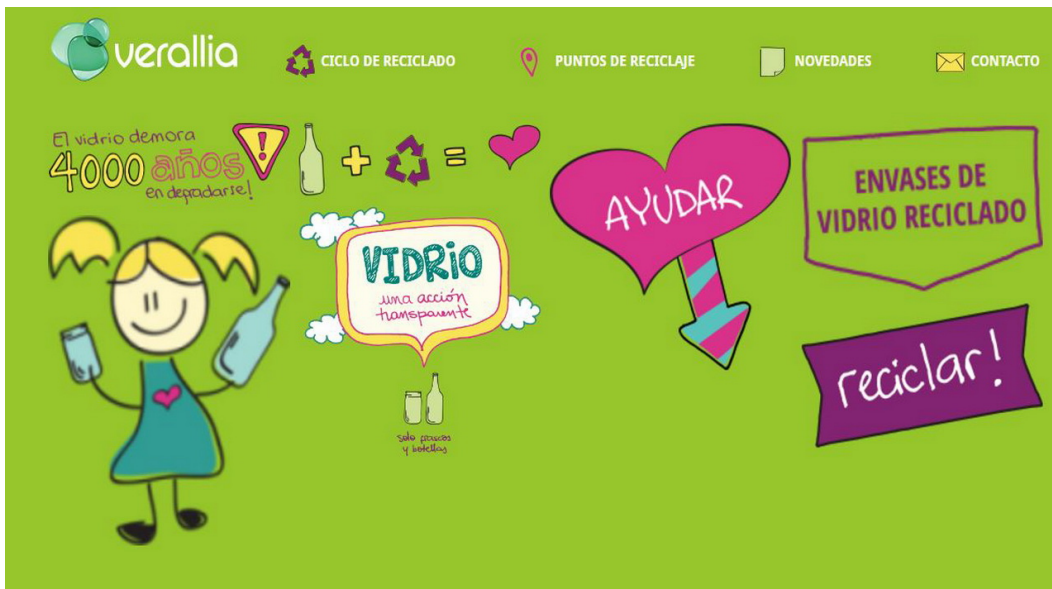 verallia
CICLO DE RECICLADO
PUNTOS DE RECICLAJE
NOVEDADES
CONTACTO
El vidrio demora
4000 años
en degradarse!
!
+
=
AYUDAR
ENVASES DE
VIDRIO RECICLADO
VIDRIO
una acción
transparente
reciclar!
solo frascos
y botellas